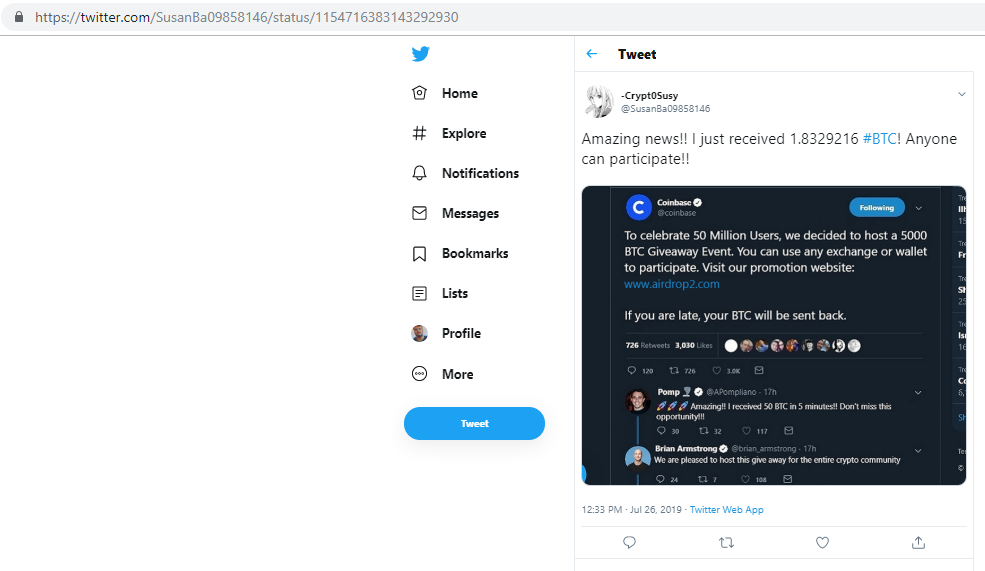 https://twitter.com/SusanBa09858146/status/1154716383143292930
Home
Explore
Notifications
Messages
Bookmarks
Lists
Profile
More
Tweet
Tweet
-Crypt0Susy
@SusanBa09858146
Amazing news!! I just received 1.8329216 #BTC! Anyone
can participate!!
Coinbase
@coinbase
Following
To celebrate 50 Million Users, we decided to host a 5000
BTC Giveaway Event. You can use any exchange or wallet
to participate. Visit our promotion website:
www.airdrop2.com
If you are late, your BTC will be sent back.
726 Retweets 3,030 Likes
120 726 3.0K
Pomp 🌪 @APompliano · 17h
🚀🚀🚀 Amazing!! I received 50 BTC in 5 minutes!! Don't miss this
opportunity!!!
30 32 117
Brian Armstrong @brian_armstrong · 17h
We are pleased to host this give away for the entire crypto community
24 7 108
12:33 PM · Jul 26, 2019 · Twitter Web App